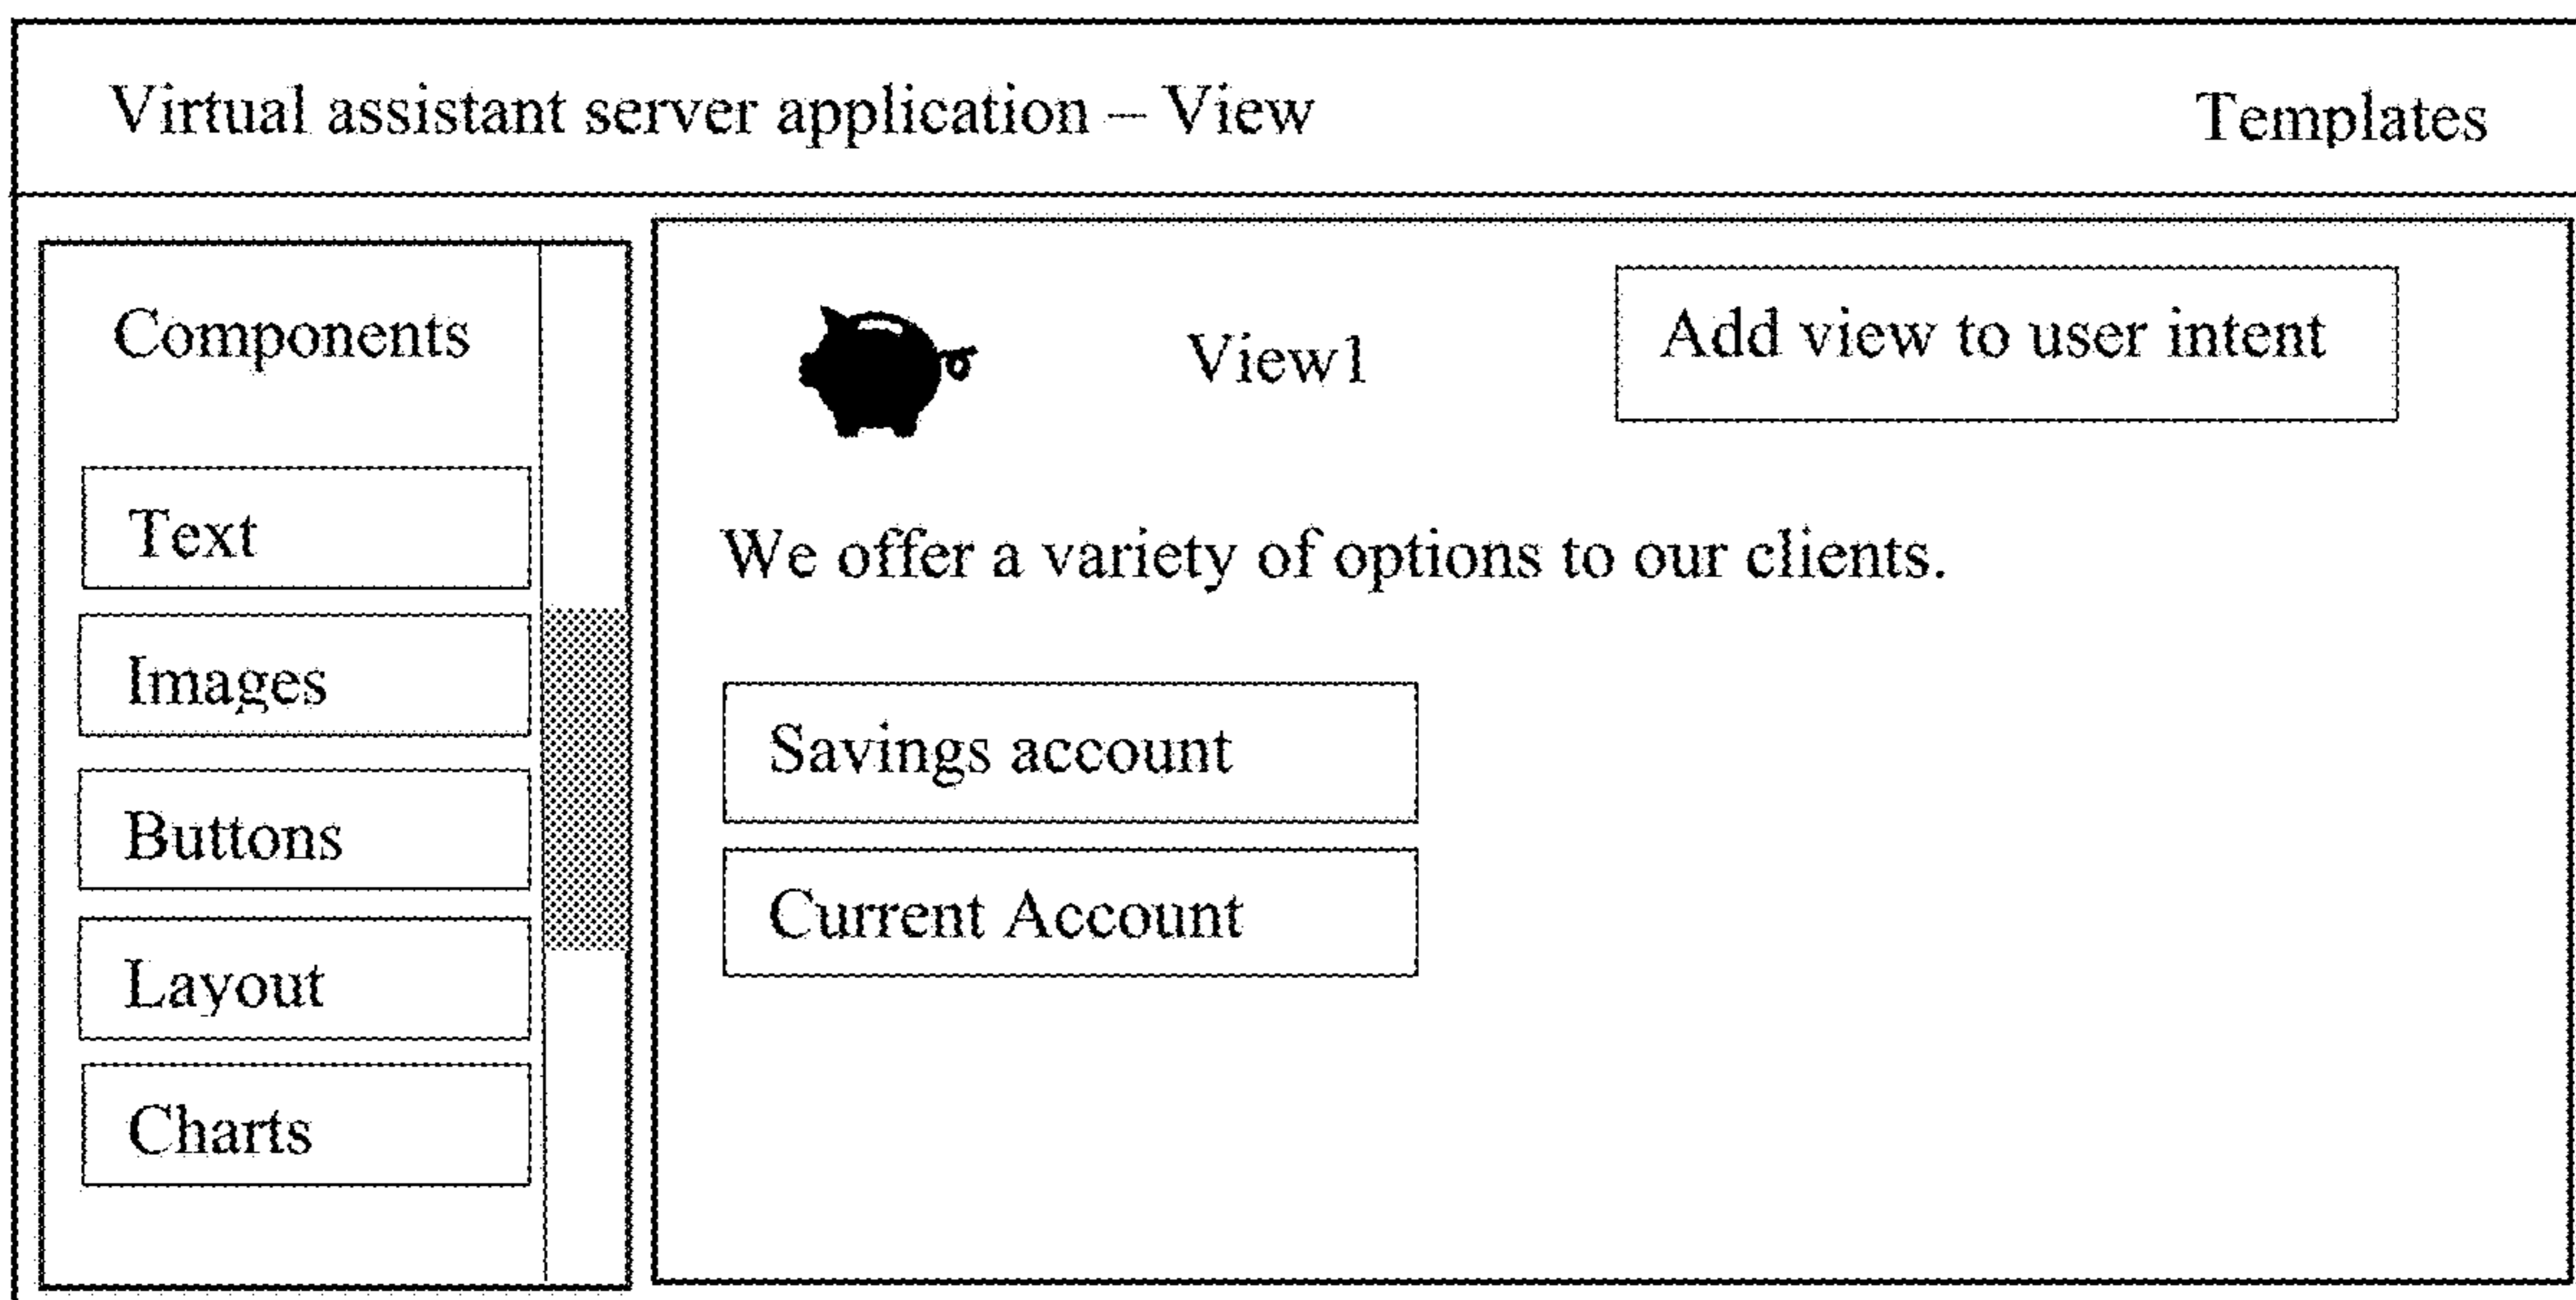 Virtual assistant server application – View
Templates
Components
Text
Images
Buttons
Layout
Charts
View1
Add view to user intent
We offer a variety of options to our clients.
Savings account
Current Account